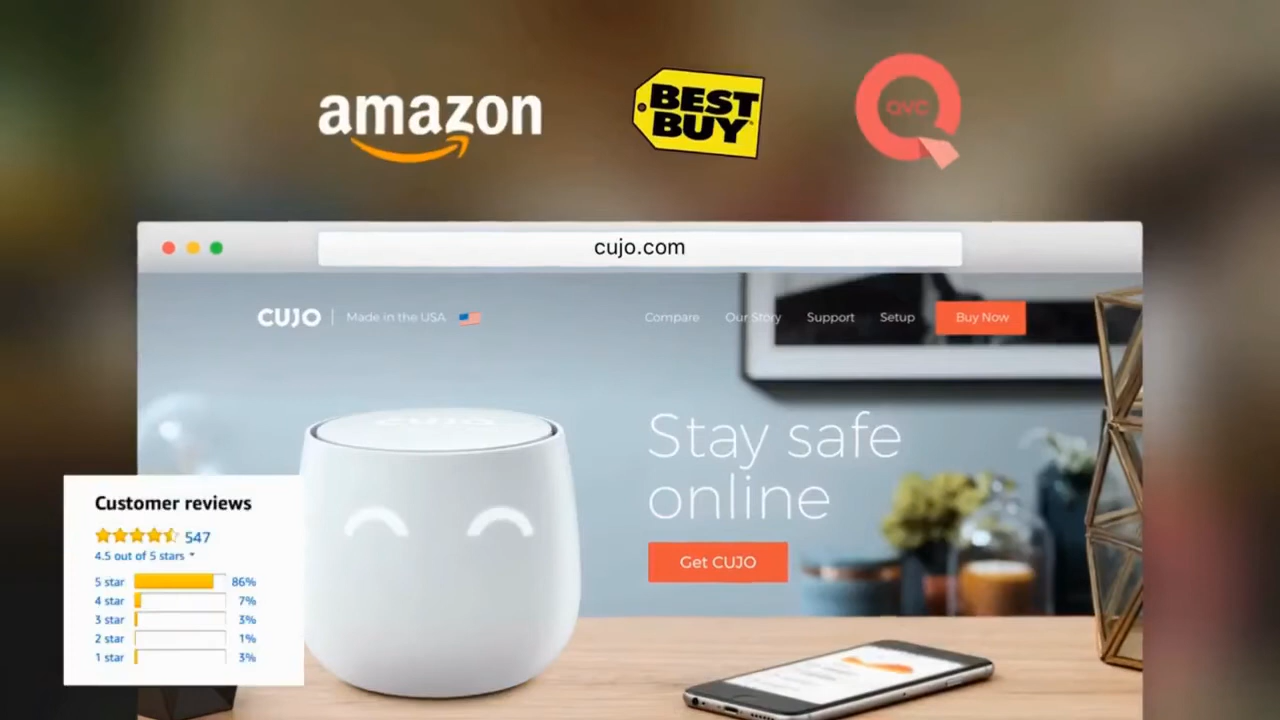 amazon
BEST
BUY
QVC
cujo.com
CUJO | Made in the USA
Compare Our Story Support Setup Buy Now
CUJO
Stay safe
online
Get CUJO
Customer reviews
547
4.5 out of 5 stars
5 star 86%
4 star 7%
3 star 3%
2 star 1%
1 star 3%